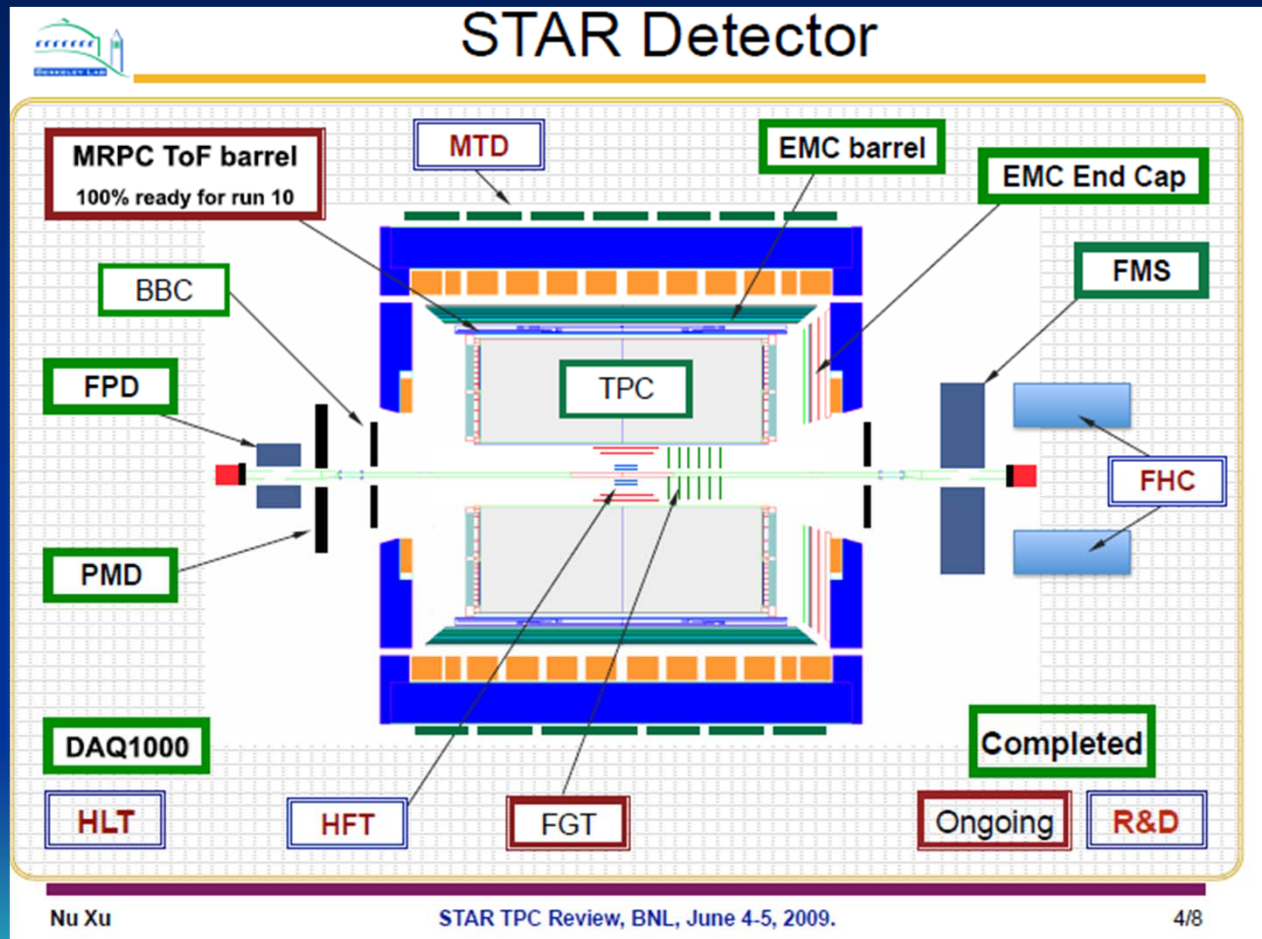 STAR Detector
BERKELEY LAB
MRPC ToF barrel
100% ready for run 10
MTD
EMC barrel
EMC End Cap
BBC
FMS
FPD
TPC
FHC
PMD
DAQ1000
Completed
HLT
HFT
FGT
Ongoing
R&D
Nu Xu
STAR TPC Review, BNL, June 4-5, 2009.
4/8